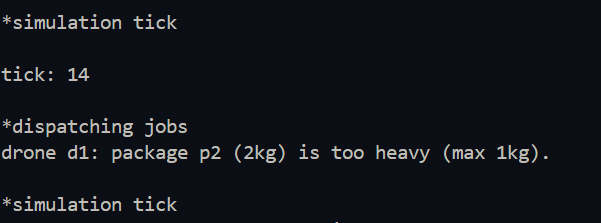 *simulation tick
tick: 14
*dispatching jobs
drone d1: package p2 (2kg) is too heavy (max 1kg).
*simulation tick